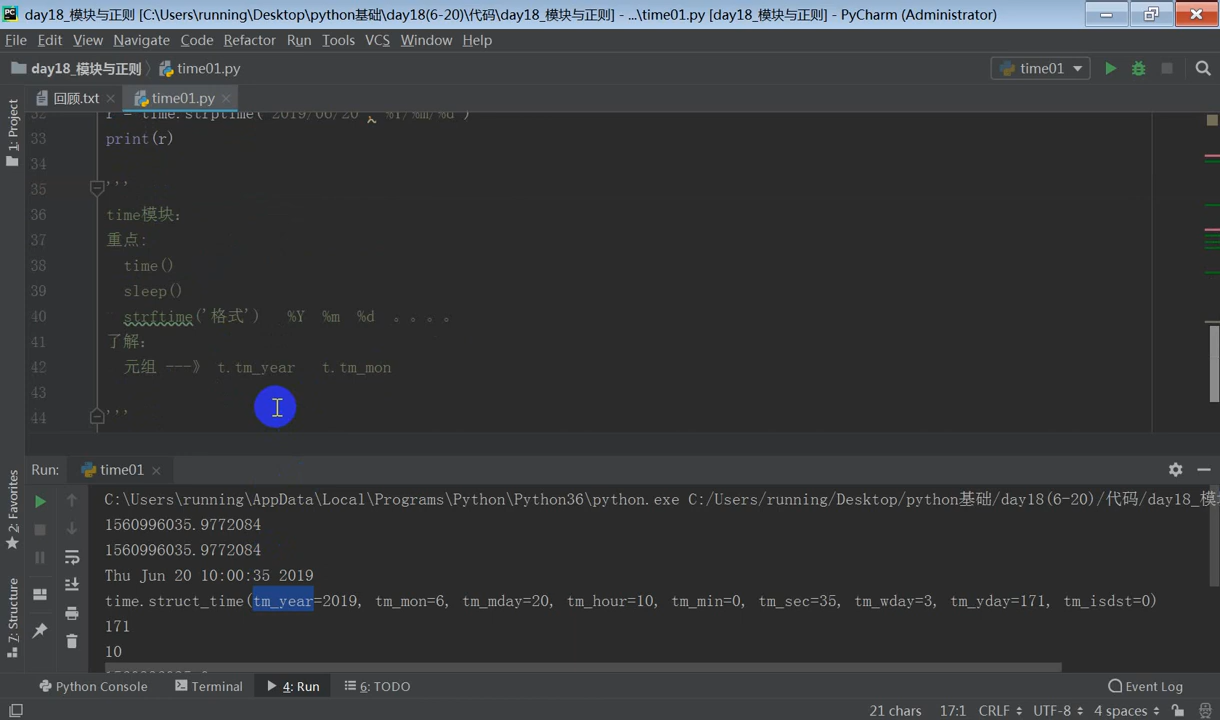 day18_模块与正则 [C:\Users\running\Desktop\python基础\day18(6-20)\代码\day18_模块与正则] - ...\time01.py [day18_模块与正则] - PyCharm (Administrator)
File Edit View Navigate Code Refactor Run Tools VCS Window Help
day18_模块与正则 time01.py time01
1: Project
回顾.txt time01.py
32 r = time.strptime('2019/06/20', '%Y/%m/%d')
33 print(r)
34
35 '''
36 time模块:
37 重点:
38 time()
39 sleep()
40 strftime('格式') %Y %m %d 。。。。
41 了解:
42 元组 ---》 t.tm_year t.tm_mon
43
44 '''
Run: time01
2: Favorites
7: Structure
C:\Users\running\AppData\Local\Programs\Python\Python36\python.exe C:/Users/running/Desktop/python基础/day18(6-20)/代码/day18_模
1560996035.9772084
1560996035.9772084
Thu Jun 20 10:00:35 2019
time.struct_time(tm_year=2019, tm_mon=6, tm_mday=20, tm_hour=10, tm_min=0, tm_sec=35, tm_wday=3, tm_yday=171, tm_isdst=0)
171
10
Python Console Terminal 4: Run 6: TODO Event Log
21 chars 17:1 CRLF UTF-8 4 spaces